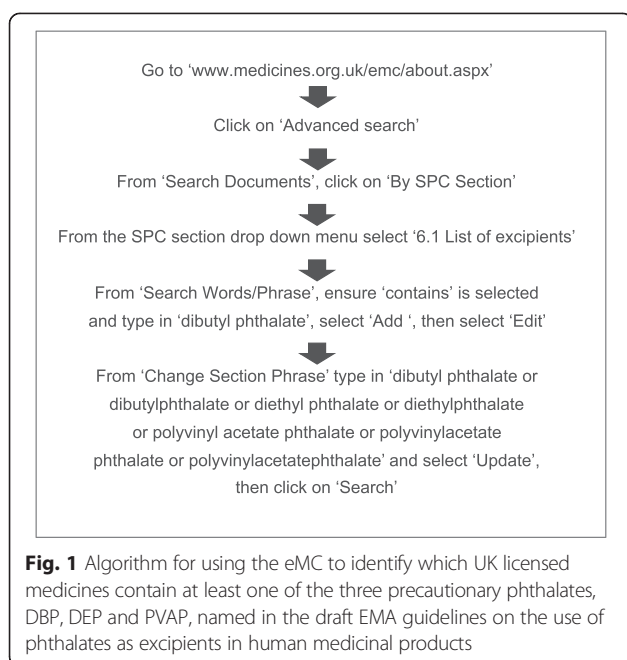 Go to ‘www.medicines.org.uk/emc/about.aspx’
Click on ‘Advanced search’
From ‘Search Documents’, click on ‘By SPC Section’
From the SPC section drop down menu select ‘6.1 List of excipients’
From ‘Search Words/Phrase’, ensure ‘contains’ is selected
and type in ‘dibutyl phthalate’, select ‘Add ‘, then select ‘Edit’
From ‘Change Section Phrase’ type in ‘dibutyl phthalate or
dibutylphthalate or diethyl phthalate or diethylphthalate
or polyvinyl acetate phthalate or polyvinylacetate
phthalate or polyvinylacetatephthalate’ and select ‘Update’,
then click on ‘Search’
Fig. 1 Algorithm for using the eMC to identify which UK licensed
medicines contain at least one of the three precautionary phthalates,
DBP, DEP and PVAP, named in the draft EMA guidelines on the use of
phthalates as excipients in human medicinal products